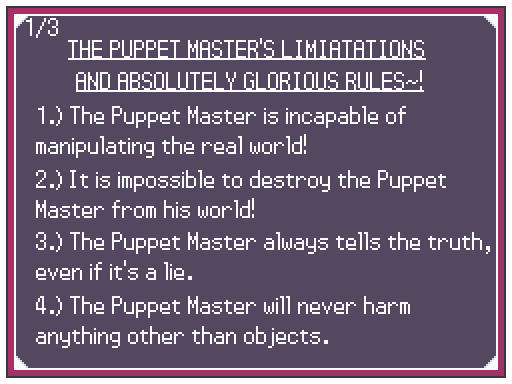 1/3
THE PUPPET MASTER'S LIMIATATIONS
AND ABSOLUTELY GLORIOUS RULES~!
1.) The Puppet Master is incapable of
manipulating the real world!
2.) It is impossible to destroy the Puppet
Master from his world!
3.) The Puppet Master always tells the truth,
even if it's a lie.
4.) The Puppet Master will never harm
anything other than objects.